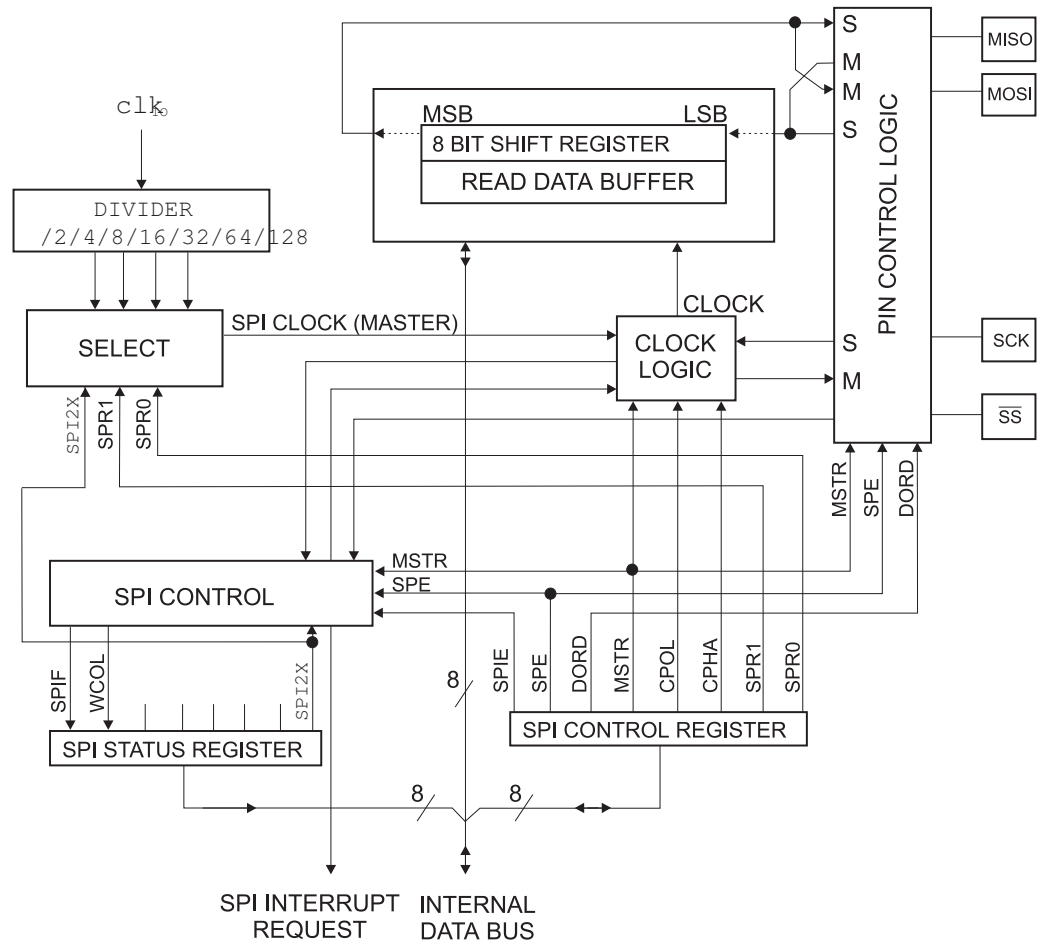 S
MISO
M
M
MOSI
clkIO
MSB
LSB
S
8 BIT SHIFT REGISTER
READ DATA BUFFER
PIN CONTROL LOGIC
DIVIDER
/2/4/8/16/32/64/128
CLOCK
SPI CLOCK (MASTER)
SELECT
CLOCK
LOGIC
S
SCK
M
SPI2X
SPR1
SPR0
SS
MSTR
SPE
DORD
MSTR
SPE
SPI CONTROL
SPIF
WCOL
SPI2X
8
SPIE
SPE
DORD
MSTR
CPOL
CPHA
SPR1
SPR0
SPI STATUS REGISTER
SPI CONTROL REGISTER
8
8
SPI INTERRUPT
REQUEST
INTERNAL
DATA BUS